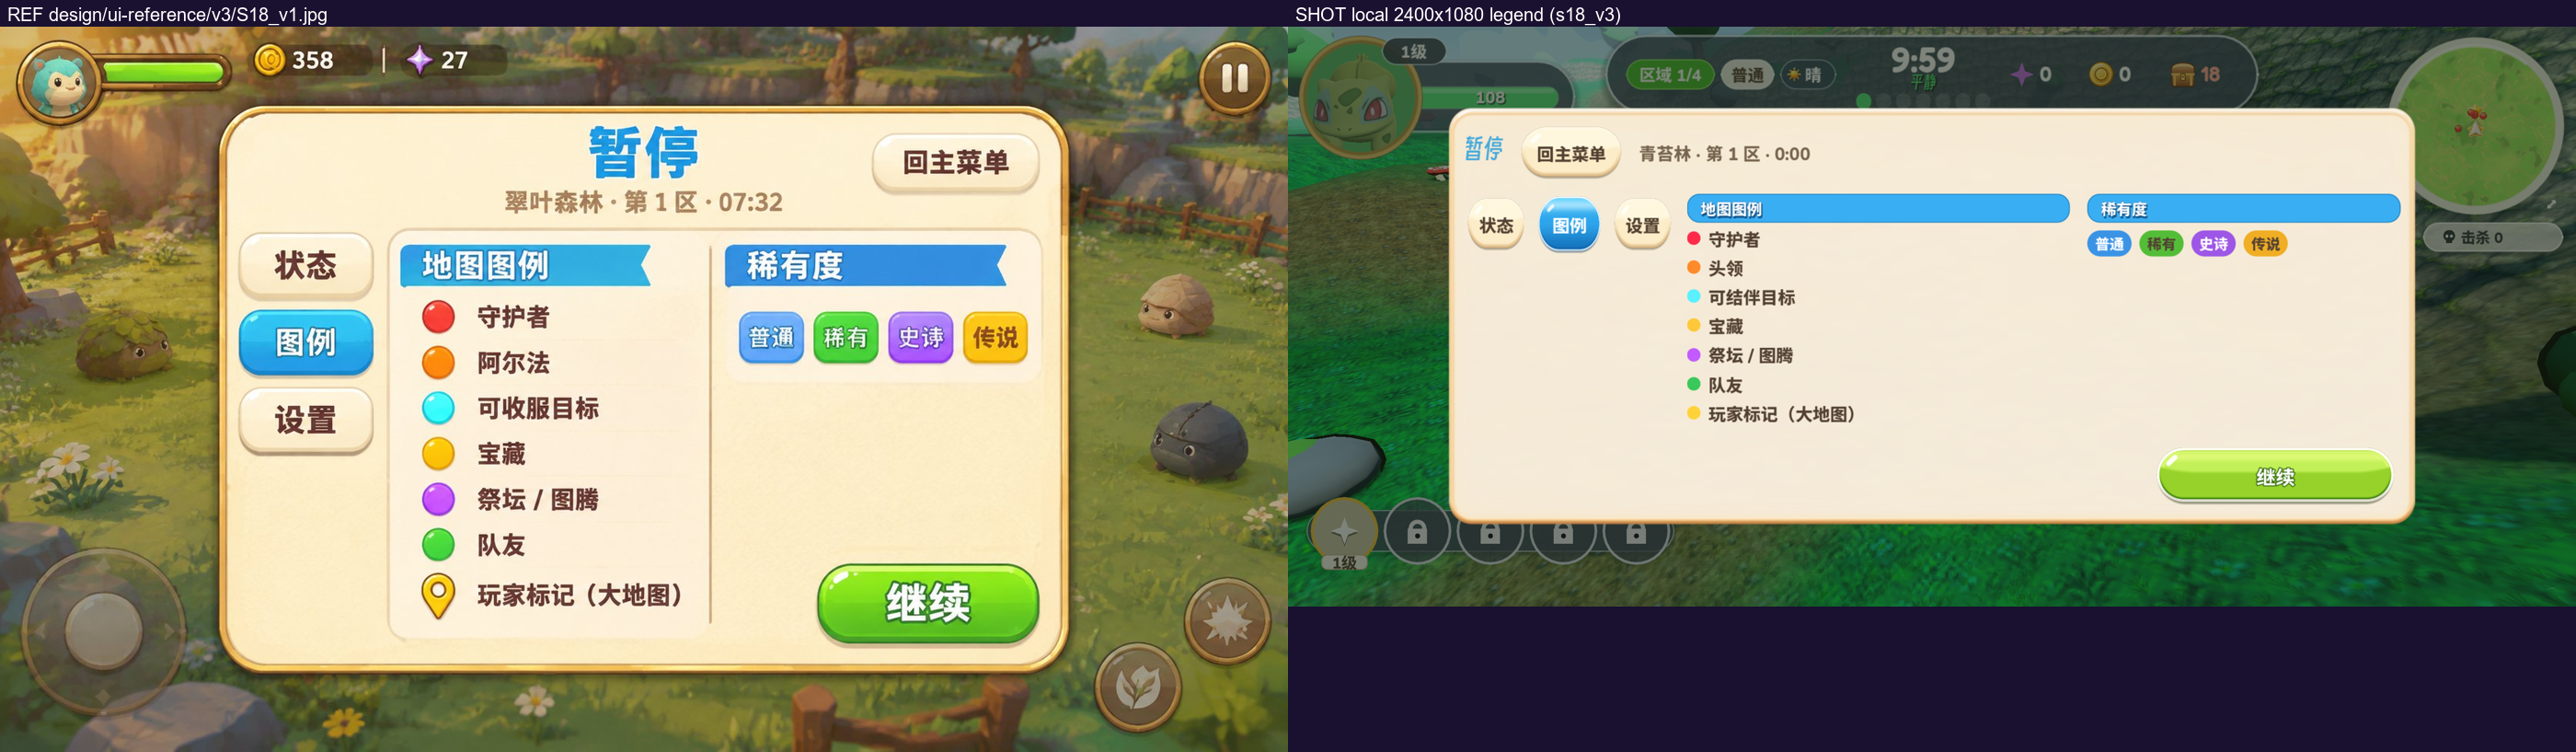 REF design/ui-reference/v3/S18_v1.jpg
358 | 27
暂停
回主菜单
翠叶森林 · 第 1 区 · 07:32
状态
图例
设置
地图图例
守护者
阿尔法
可收服目标
宝藏
祭坛 / 图腾
队友
玩家标记（大地图）
稀有度
普通 稀有 史诗 传说
继续
SHOT local 2400x1080 legend (s18_v3)
1级
108
区域 1/4 普通 晴
9:59
平静
0 0 18
击杀 0
暂停 回主菜单 青苔林 · 第 1 区 · 0:00
状态 图例 设置
地图图例
守护者
头领
可结伴目标
宝藏
祭坛 / 图腾
队友
玩家标记（大地图）
稀有度
普通 稀有 史诗 传说
继续
1级